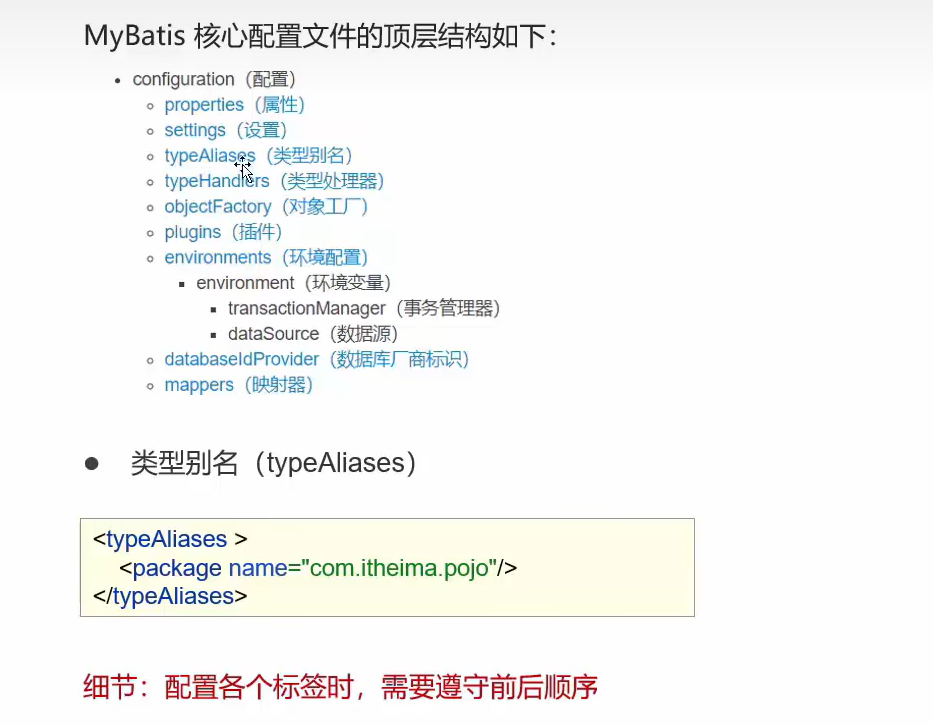 MyBatis 核心配置文件的顶层结构如下：
configuration（配置）
properties（属性）
settings（设置）
typeAliases（类型别名）
typeHandlers（类型处理器）
objectFactory（对象工厂）
plugins（插件）
environments（环境配置）
environment（环境变量）
transactionManager（事务管理器）
dataSource（数据源）
databaseIdProvider（数据库厂商标识）
mappers（映射器）
类型别名（typeAliases）
<typeAliases >
<package name="com.itheima.pojo"/>
</typeAliases>
细节：配置各个标签时，需要遵守前后顺序